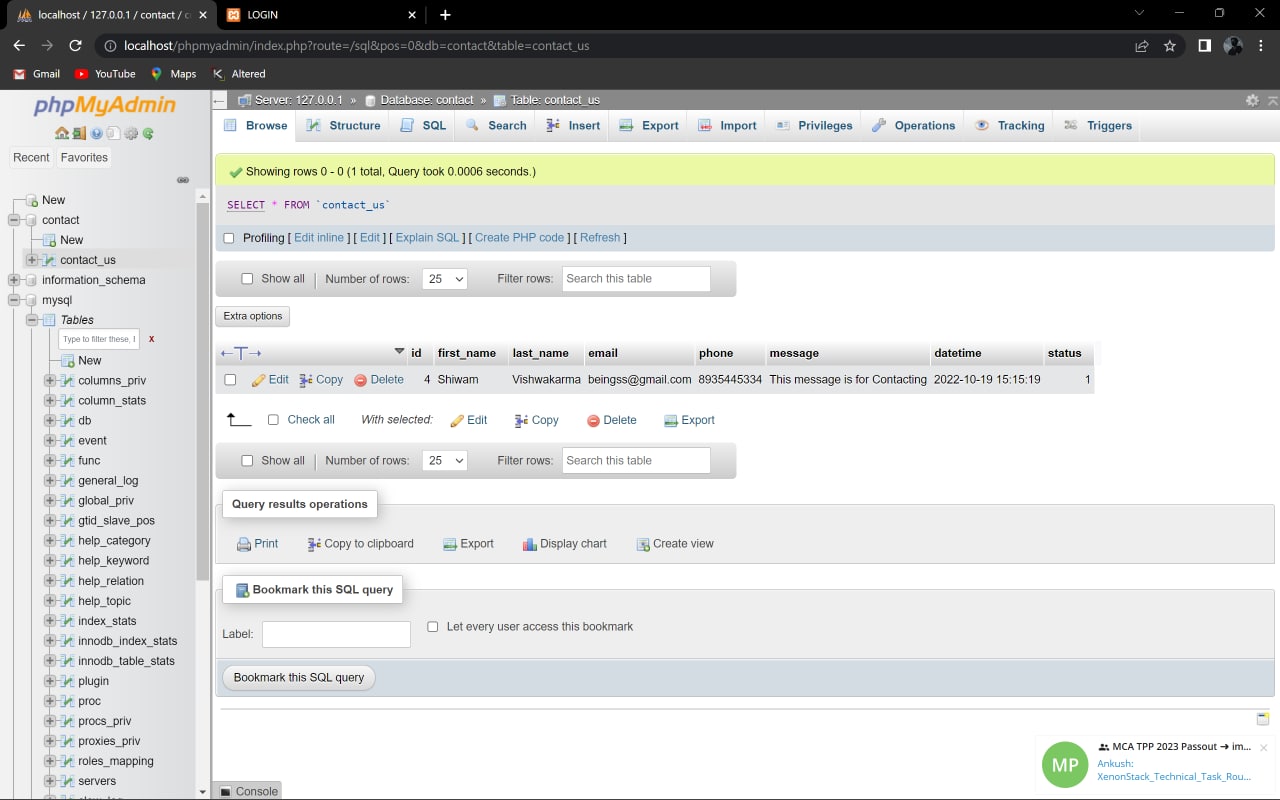 localhost / 127.0.0.1 / contact / c
LOGIN
localhost/phpmyadmin/index.php?route=/sql&pos=0&db=contact&table=contact_us
Gmail YouTube Maps Altered
phpMyAdmin
Recent Favorites
New
contact
New
contact_us
information_schema
mysql
Tables
Type to filter these, x
New
columns_priv
column_stats
db
event
func
general_log
global_priv
gtid_slave_pos
help_category
help_keyword
help_relation
help_topic
index_stats
innodb_index_stats
innodb_table_stats
plugin
proc
procs_priv
proxies_priv
roles_mapping
servers
Server: 127.0.0.1 » Database: contact » Table: contact_us
Browse Structure SQL Search Insert Export Import Privileges Operations Tracking Triggers
Showing rows 0 - 0 (1 total, Query took 0.0006 seconds.)
SELECT * FROM `contact_us`
Profiling [ Edit inline ] [ Edit ] [ Explain SQL ] [ Create PHP code ] [ Refresh ]
Show all | Number of rows: 25 Filter rows: Search this table
Extra options
←T→ id first_name last_name email phone message datetime status
Edit Copy Delete 4 Shiwam Vishwakarma beingss@gmail.com 8935445334 This message is for Contacting 2022-10-19 15:15:19 1
Check all With selected: Edit Copy Delete Export
Show all | Number of rows: 25 Filter rows: Search this table
Query results operations
Print Copy to clipboard Export Display chart Create view
Bookmark this SQL query
Label: Let every user access this bookmark
Bookmark this SQL query
Console
MP
MCA TPP 2023 Passout ➔ im...
Ankush:
XenonStack_Technical_Task_Rou...